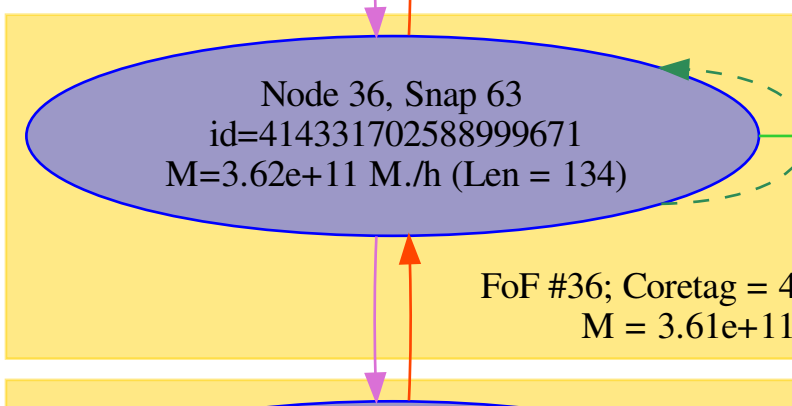 Node 36, Snap 63
id=414331702588999671
M=3.62e+11 M./h (Len = 134)
FoF #36; Coretag = 4
M = 3.61e+11